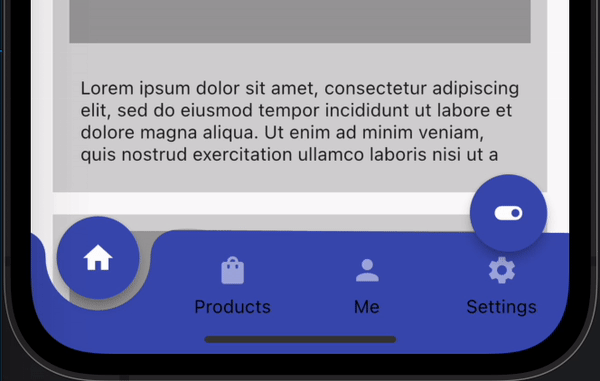 Lorem ipsum dolor sit amet, consectetur adipiscing
elit, sed do eiusmod tempor incididunt ut labore et
dolore magna aliqua. Ut enim ad minim veniam,
quis nostrud exercitation ullamco laboris nisi ut a
Products
Me
Settings